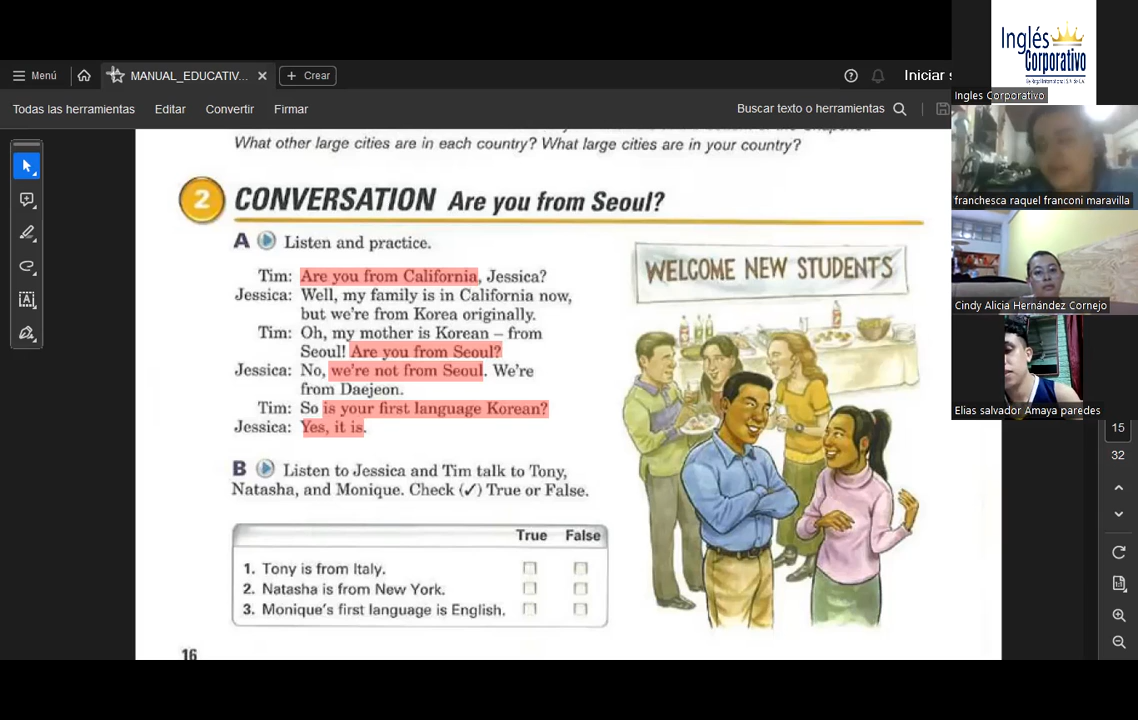 Inglés
Corporativo
Ingles Corporativo
Menú
MANUAL_EDUCATIV...
Crear
Iniciar s
Todas las herramientas
Editar
Convertir
Firmar
Buscar texto o herramientas
franchesca raquel franconi maravilla
Cindy Alicia Hernández Cornejo
Elias salvador Amaya paredes
What other large cities are in each country? What large cities are in your country?
2 CONVERSATION Are you from Seoul?
A Listen and practice.
Tim: Are you from California, Jessica?
Jessica: Well, my family is in California now,
but we're from Korea originally.
Tim: Oh, my mother is Korean – from
Seoul! Are you from Seoul?
Jessica: No, we're not from Seoul. We're
from Daejeon.
Tim: So is your first language Korean?
Jessica: Yes, it is.
B Listen to Jessica and Tim talk to Tony,
Natasha, and Monique. Check (✓) True or False.
True False
1. Tony is from Italy.
2. Natasha is from New York.
3. Monique's first language is English.
16
WELCOME NEW STUDENTS
15
32